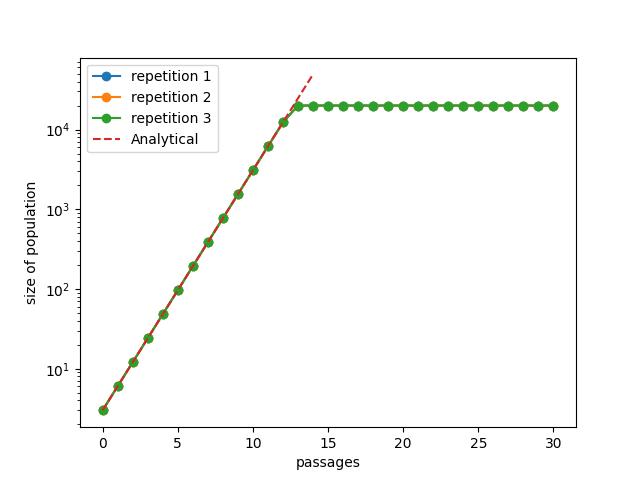 repetition 1
repetition 2
repetition 3
Analytical
size of population
10^4
10^3
10^2
10^1
0 5 10 15 20 25 30
passages